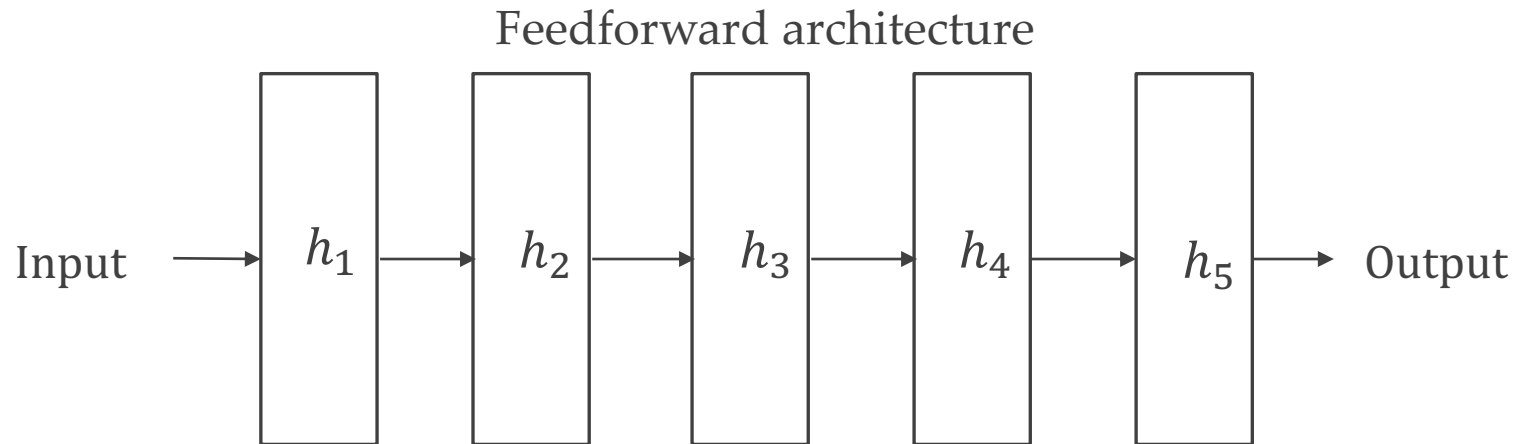 Feedforward architecture
Input h₁ h₂ h₃ h₄ h₅ Output